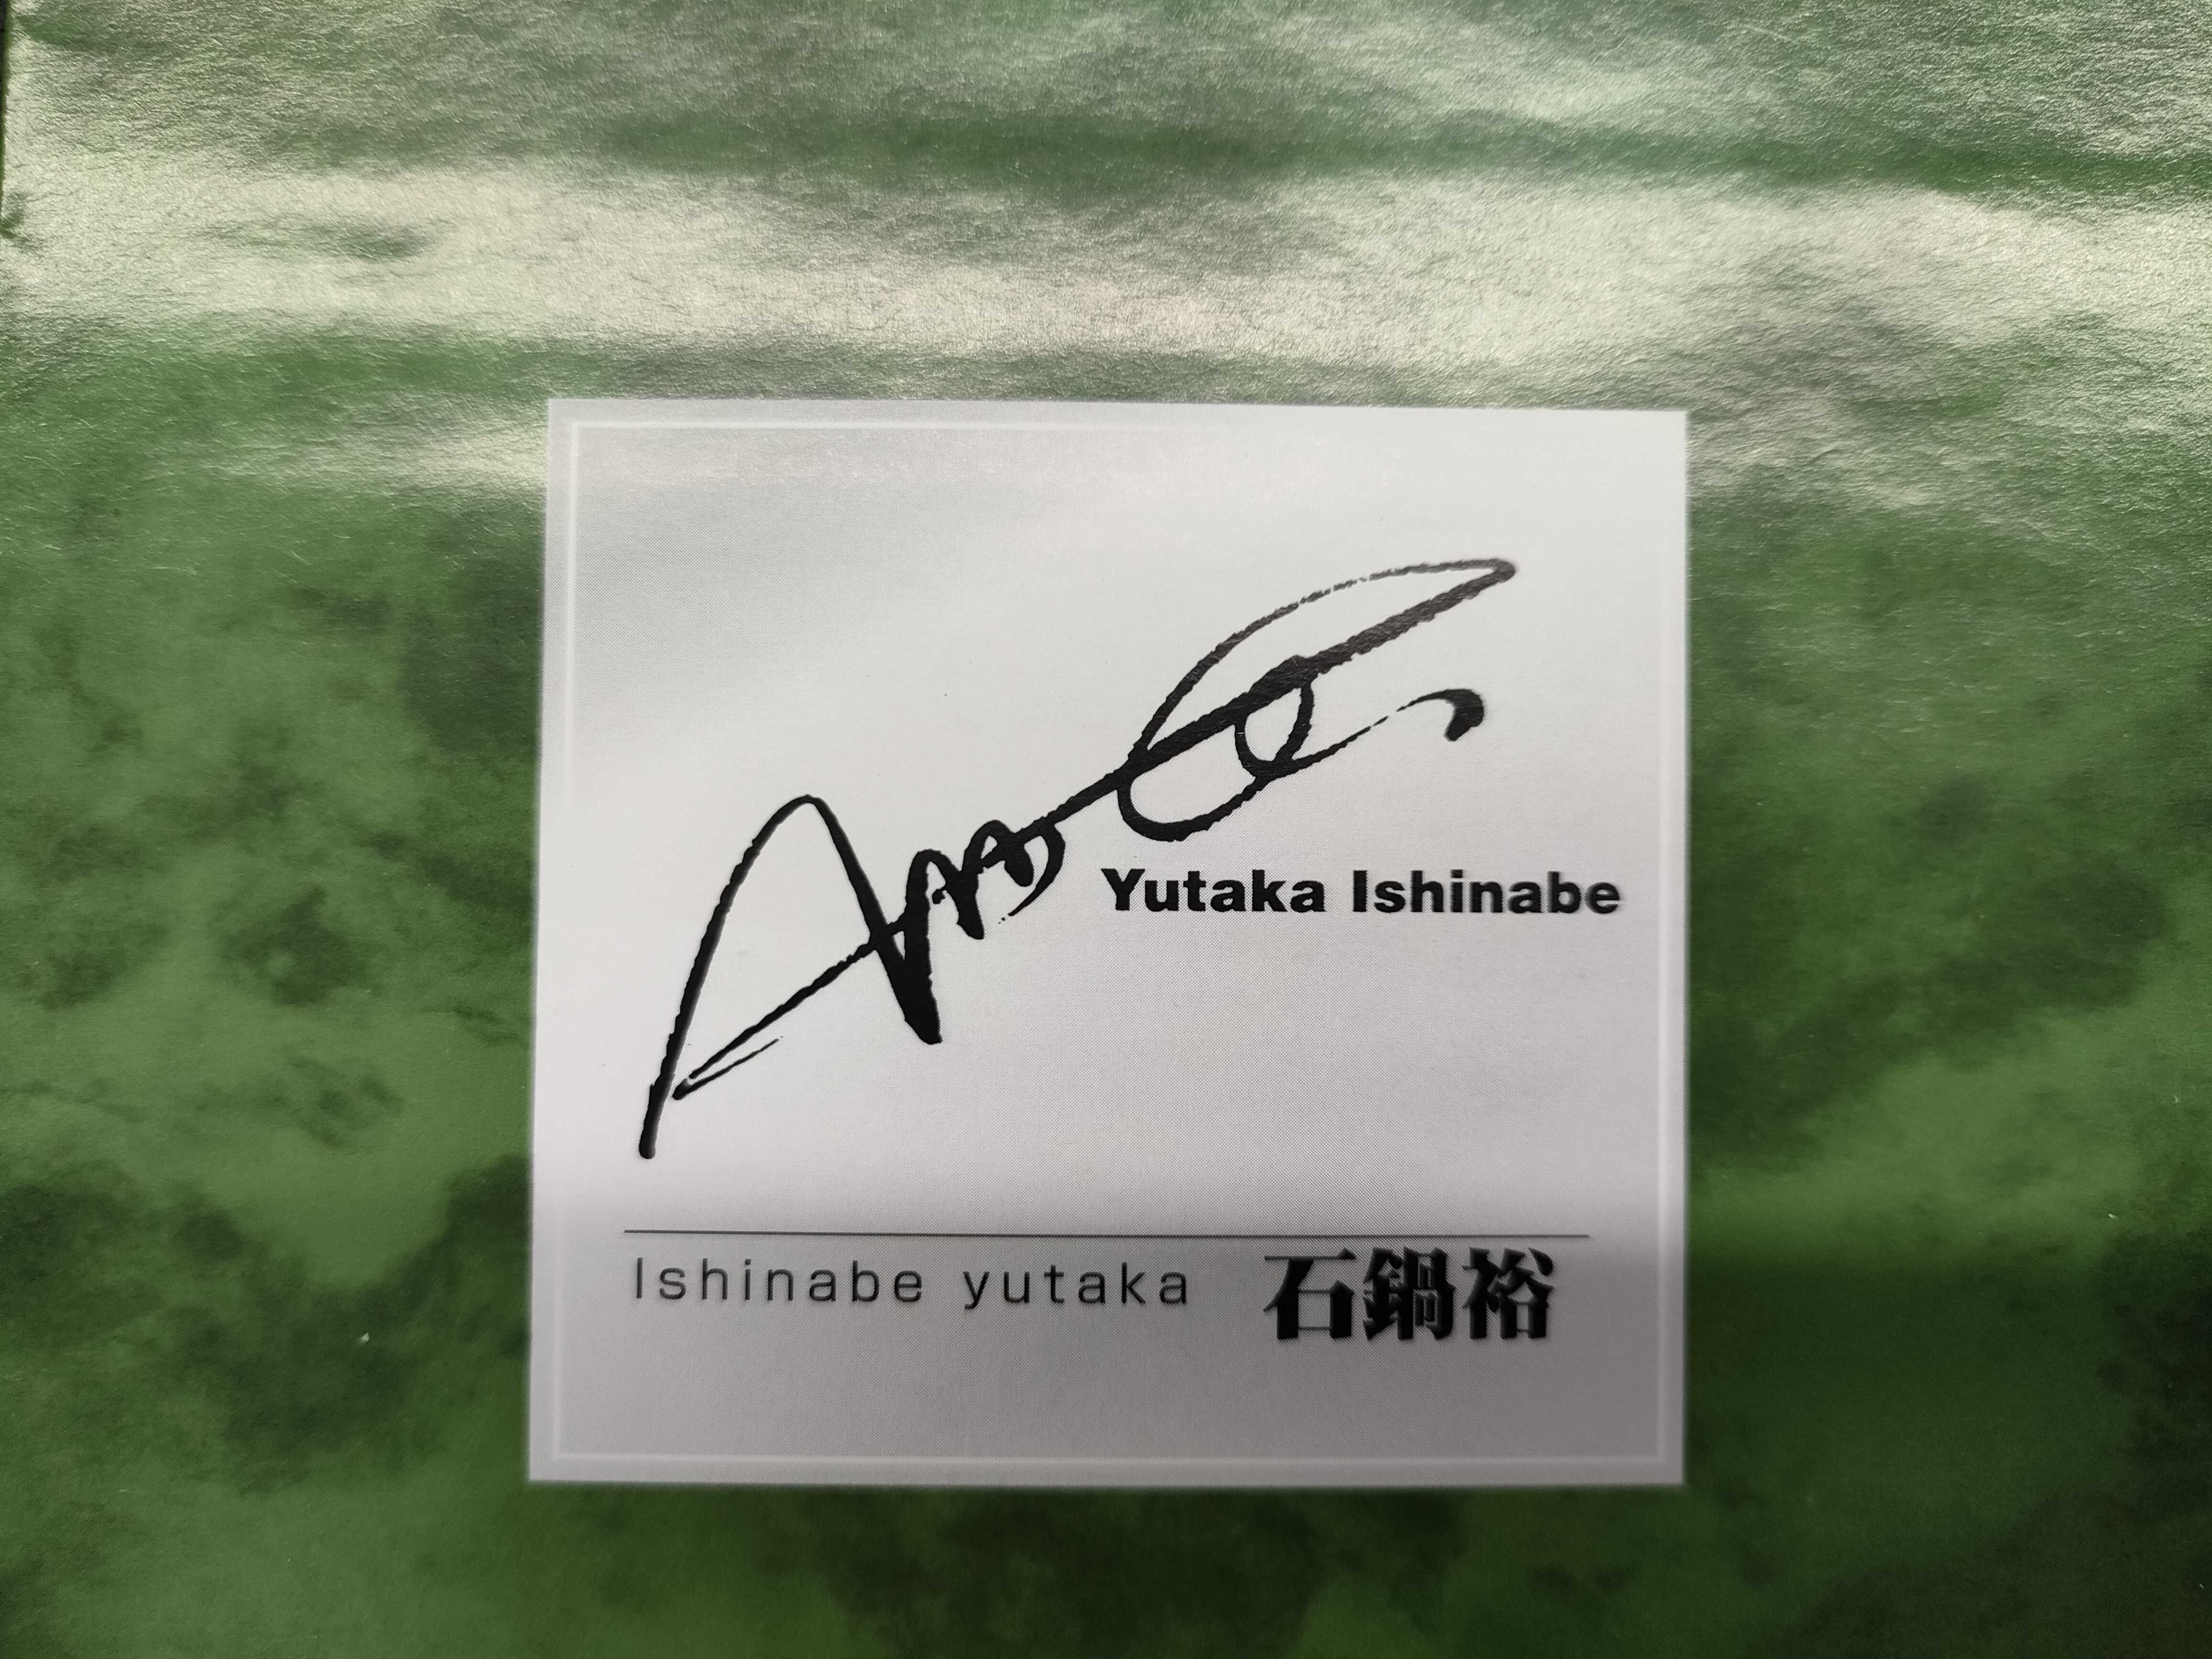 Yutaka Ishinabe
Ishinabe yutaka 石鍋裕